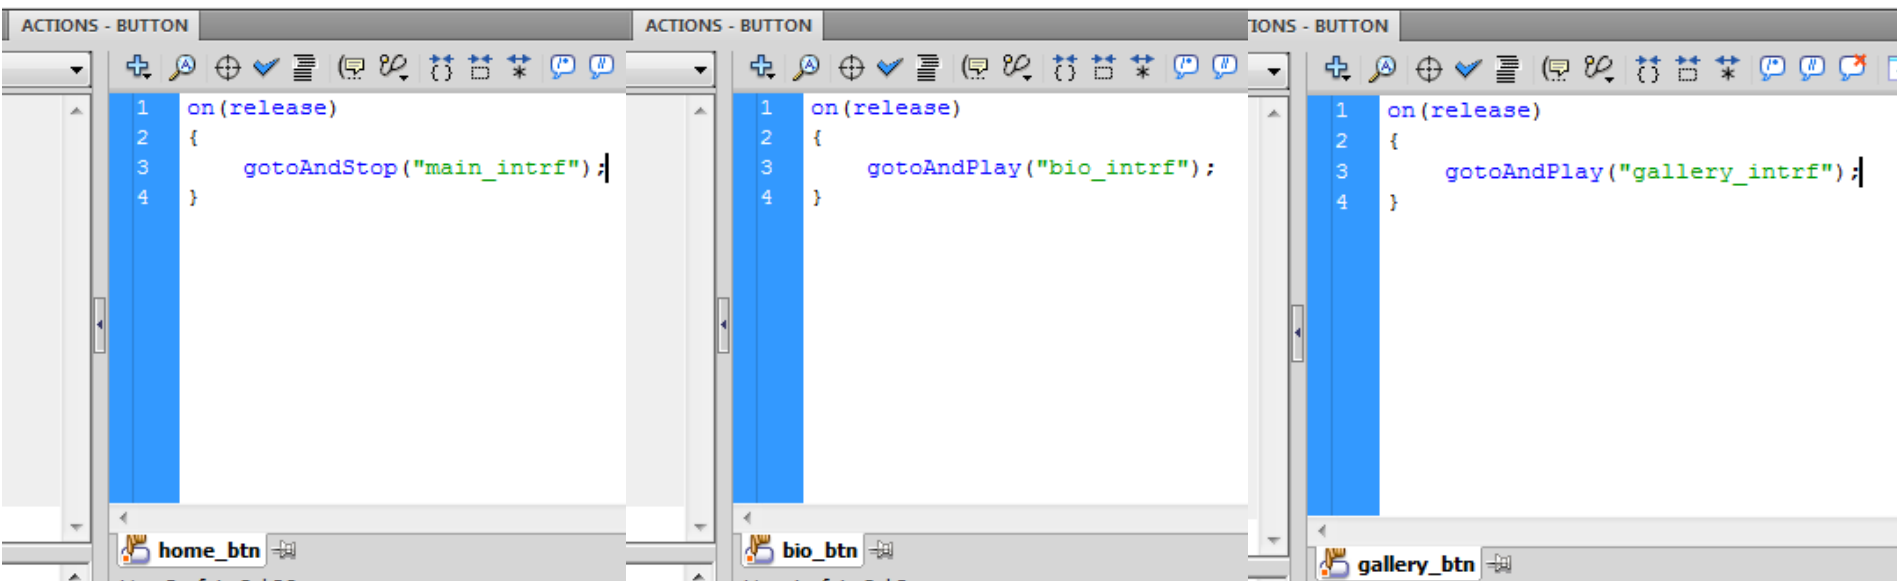 ACTIONS - BUTTON
1 on(release)
2 {
3 gotoAndStop("main_intrf");
4 }
home_btn
ACTIONS - BUTTON
1 on(release)
2 {
3 gotoAndPlay("bio_intrf");
4 }
bio_btn
IONS - BUTTON
1 on(release)
2 {
3 gotoAndPlay("gallery_intrf");
4 }
gallery_btn